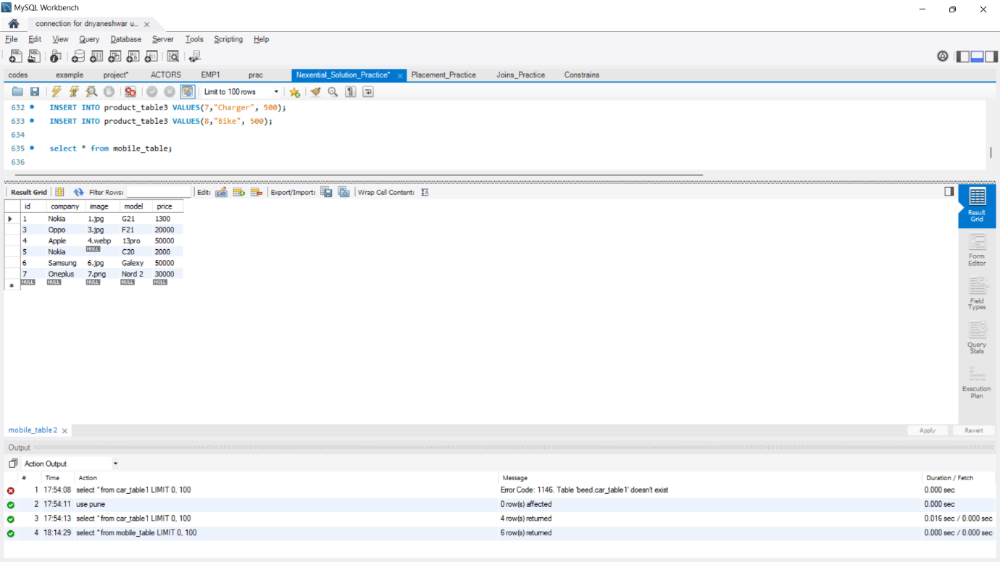 MySQL Workbench
connection for dnyaneshwar u...
File Edit View Query Database Server Tools Scripting Help
codes example project* ACTORS EMP1 prac Nexential_Solution_Practice* Placement_Practice Joins_Practice Constrains
Limit to 100 rows
632 INSERT INTO product_table3 VALUES(7,"Charger", 500);
633 INSERT INTO product_table3 VALUES(8,"Bike", 500);
634
635 select * from mobile_table;
636
Result Grid Filter Rows: Edit: Export/Import: Wrap Cell Content:
id company image model price
1 Nokia 1.jpg G21 1300
3 Oppo 3.jpg F21 20000
4 Apple 4.webp 13pro 50000
5 Nokia NULL C20 2000
6 Samsung 6.jpg Galexy 50000
7 Oneplus 7.png Nord 2 30000
NULL NULL NULL NULL NULL
Result
Grid
Form
Editor
Field
Types
Query
Stats
Execution
Plan
mobile_table 2
Apply Revert
Output
Action Output
# Time Action Message Duration / Fetch
1 17:54:08 select * from car_table1 LIMIT 0, 100 Error Code: 1146. Table 'beed.car_table1' doesn't exist 0.000 sec
2 17:54:11 use pune 0 row(s) affected 0.000 sec
3 17:54:13 select * from car_table1 LIMIT 0, 100 4 row(s) returned 0.016 sec / 0.000 sec
4 18:14:29 select * from mobile_table LIMIT 0, 100 6 row(s) returned 0.000 sec / 0.000 sec